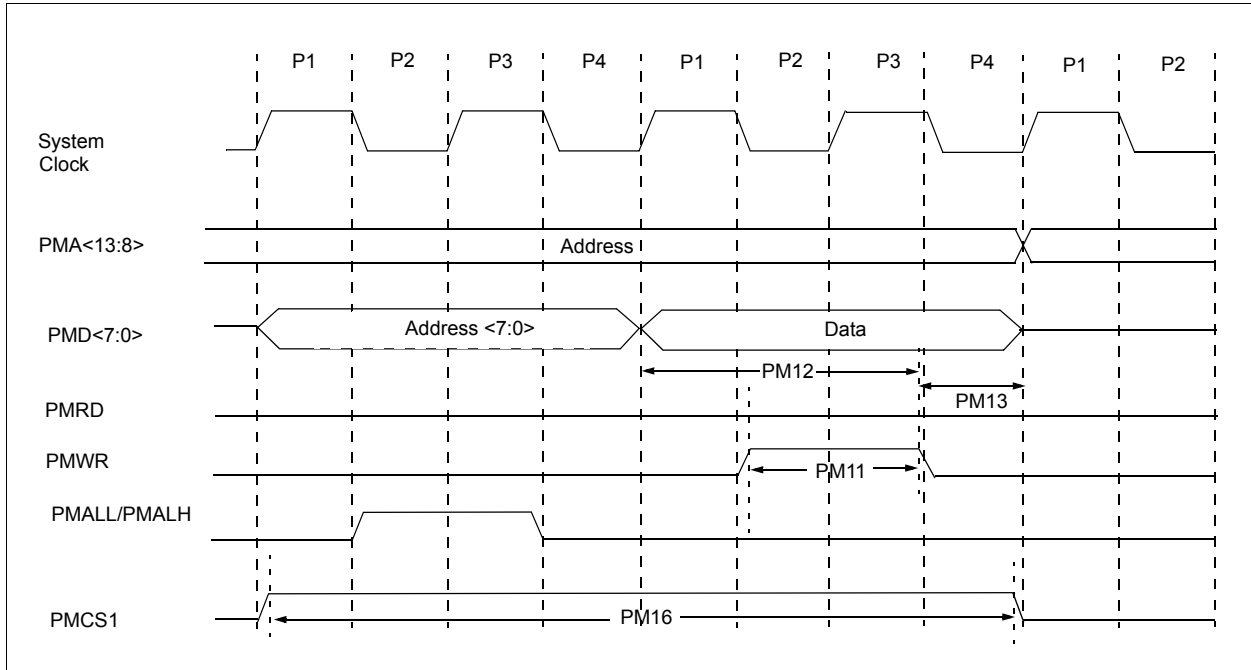 P1 P2 P3 P4 P1 P2 P3 P4 P1 P2
System
Clock
PMA<13:8>
Address
PMD<7:0>
Address <7:0>
Data
PM12
PM13
PMRD
PMWR
PM11
PMALL/PMALH
PMCS1
PM16